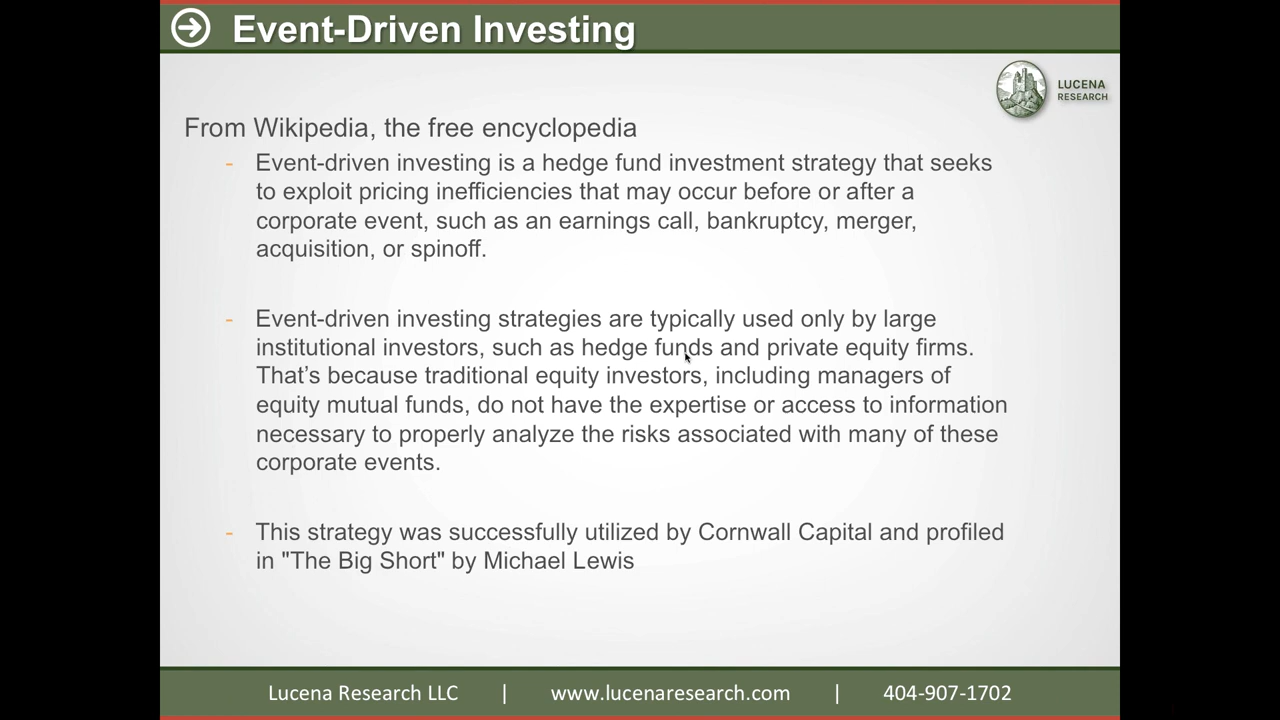 Event-Driven Investing
LUCENA
RESEARCH
From Wikipedia, the free encyclopedia
- Event-driven investing is a hedge fund investment strategy that seeks
to exploit pricing inefficiencies that may occur before or after a
corporate event, such as an earnings call, bankruptcy, merger,
acquisition, or spinoff.
- Event-driven investing strategies are typically used only by large
institutional investors, such as hedge funds and private equity firms.
That’s because traditional equity investors, including managers of
equity mutual funds, do not have the expertise or access to information
necessary to properly analyze the risks associated with many of these
corporate events.
- This strategy was successfully utilized by Cornwall Capital and profiled
in "The Big Short" by Michael Lewis
Lucena Research LLC | www.lucenaresearch.com | 404-907-1702